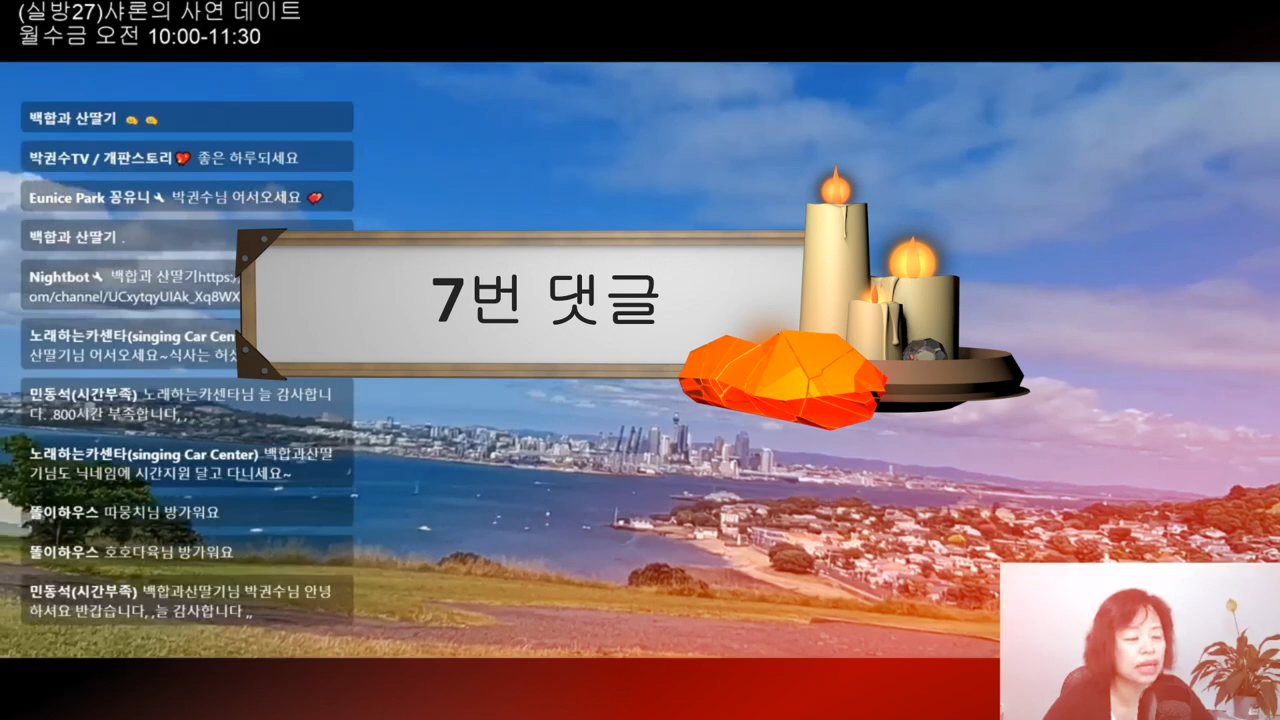 (실방27)샤론의 사연 데이트
월수금 오전 10:00-11:30
백합과 산딸기
박권수TV / 개판스토리 좋은 하루되세요
Eunice Park 꽁유니 박권수님 어서오세요
백합과 산딸기 .
7번 댓글
Nightbot 백합과 산딸기https:/
om/channel/UCxytqyUIAk_Xq8WX
노래하는카센타(singing Car Cen
산딸기님 어서오세요~식사는 하
민동석(시간부족) 노래하는카센타님 늘 감사합니
다. .800시간 부족합니다, , ,
노래하는카센타(singing Car Center) 백합과산딸
기님도 닉네임에 시간지원 달고 다니세요~
똘이하우스 따뭉치님 방가워요
똘이하우스 호호다육님 방가워요
민동석(시간부족) 백합과산딸기님 박권수님 안녕
하셔요 반갑습니다, ,늘 감사합니다 ,,